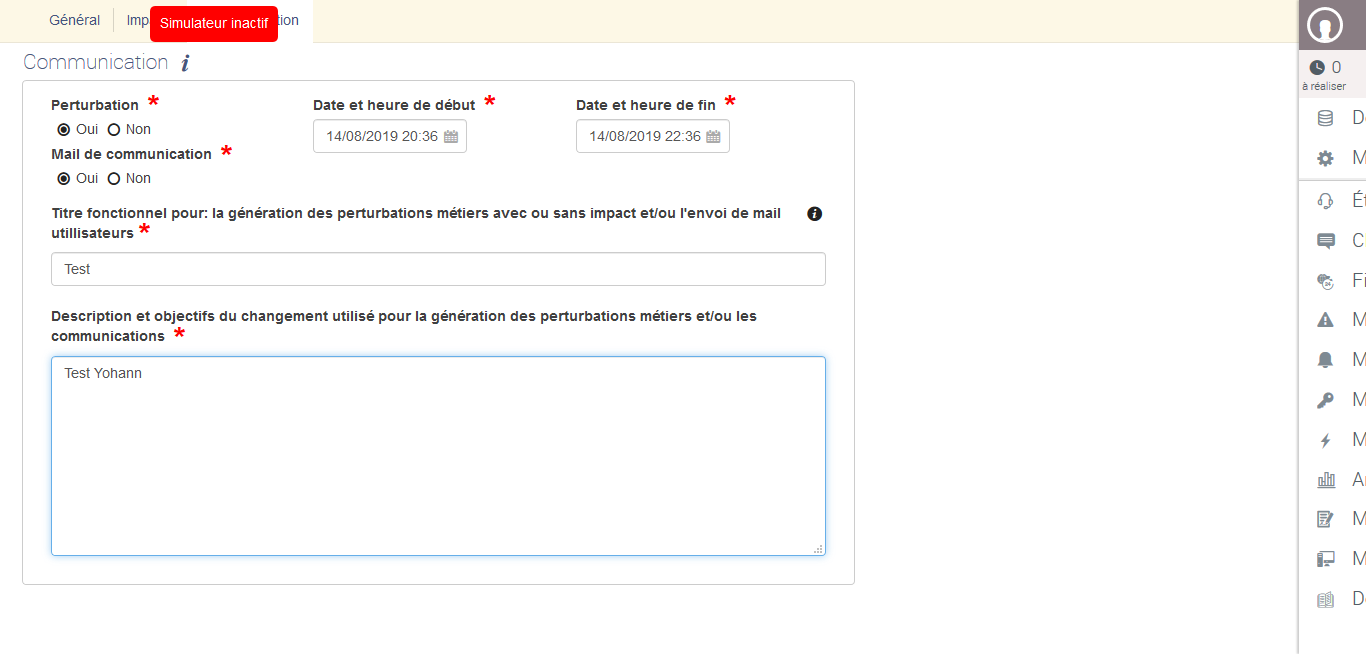 Général
Imp
Simulateur inactif
tion
0
à réaliser
Communication
Perturbation *
Date et heure de début *
Date et heure de fin *
Oui Non
14/08/2019 20:36
14/08/2019 22:36
Mail de communication *
Oui Non
Titre fonctionnel pour: la génération des perturbations métiers avec ou sans impact et/ou l'envoi de mail
utillisateurs *
Test
Description et objectifs du changement utilisé pour la génération des perturbations métiers et/ou les
communications *
Test Yohann
D
M
Ét
C
Fi
M
M
M
M
A
M
M
D